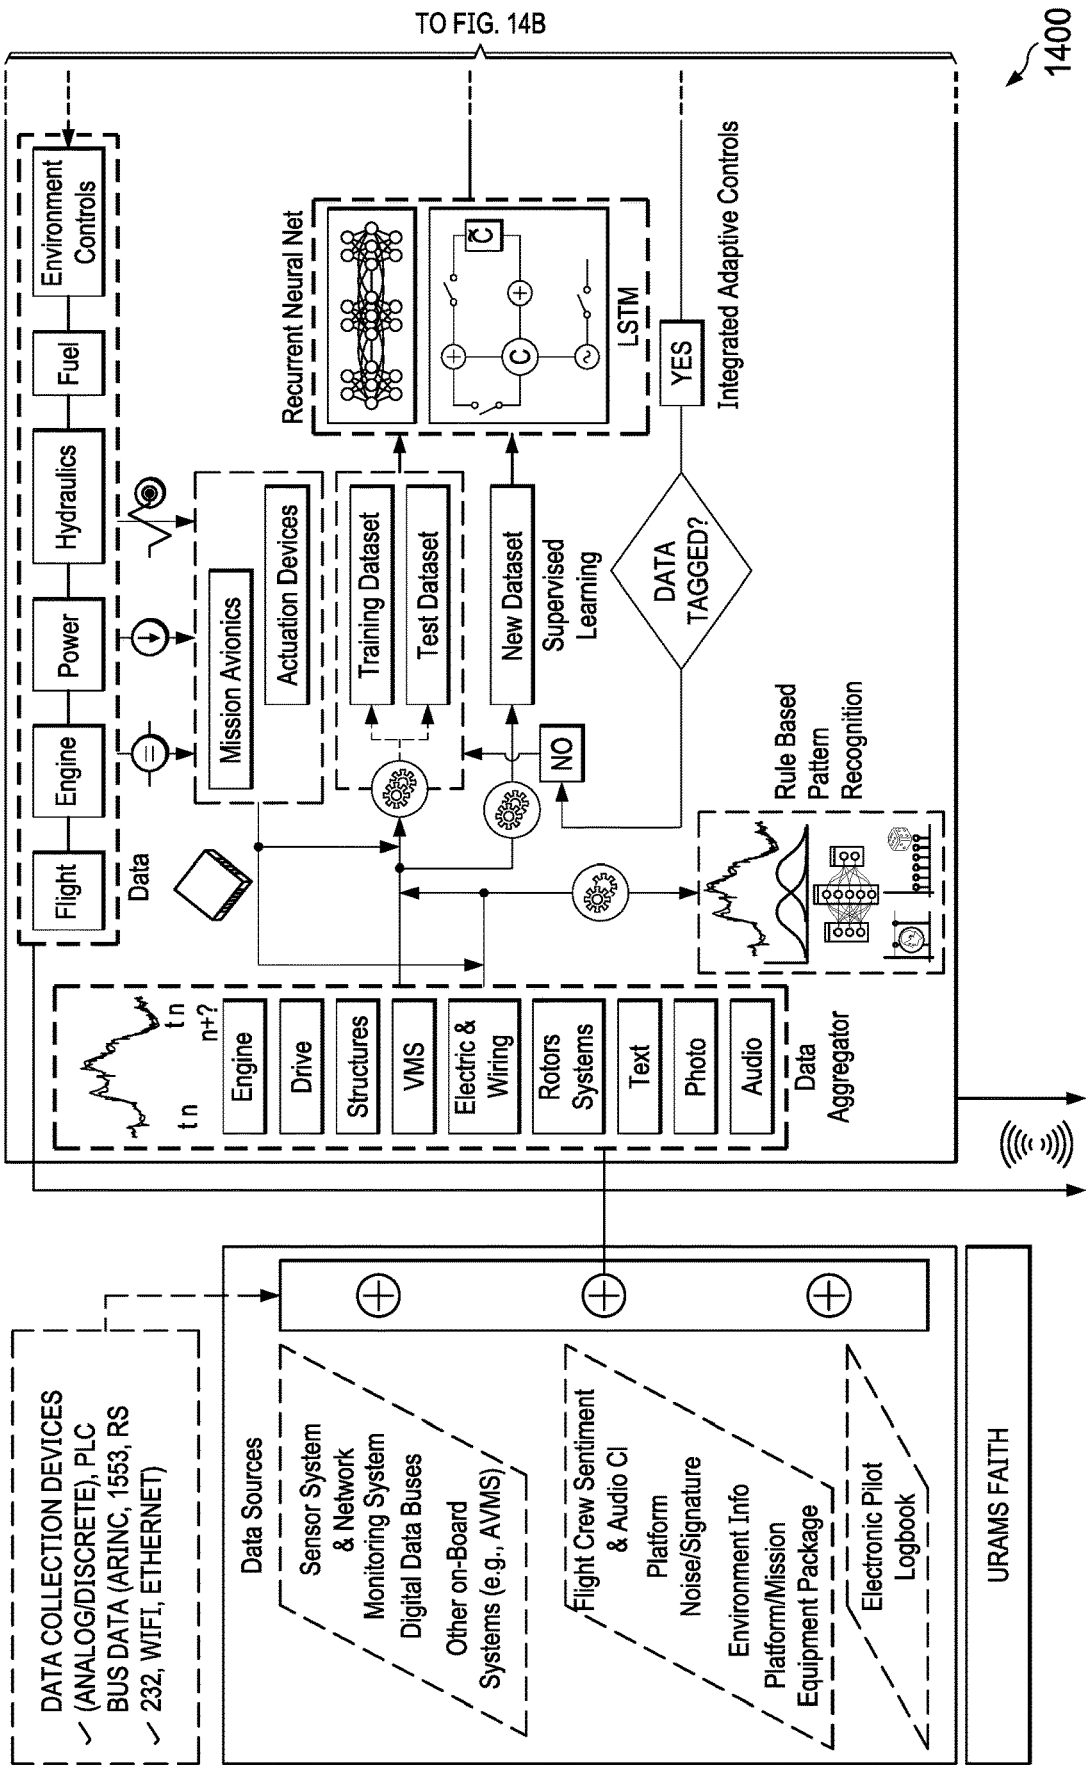 DATA COLLECTION DEVICES
✓ (ANALOG/DISCRETE), PLC
BUS DATA (ARINC, 1553, RS
✓ 232, WIFI, ETHERNET)
Data Sources
Sensor System
& Network
Monitoring System
Digital Data Buses
Other on-Board
Systems (e.g., AVMS)
Flight Crew Sentiment
& Audio CI
Platform
Noise/Signature
Environment Info
Platform/Mission
Equipment Package
Electronic Pilot
Logbook
URAMS FAITH
t n
t n
n+?
Engine
Drive
Structures
VMS
Electric &
Wiring
Rotors
Systems
Text
Photo
Audio
Data
Aggregator
Flight
Engine
Power
Hydraulics
Fuel
Environment
Controls
Data
=
Mission Avionics
Actuation Devices
Training Dataset
Test Dataset
New Dataset
Supervised
Learning
NO
Rule Based
Pattern
Recognition
DATA
TAGGED?
YES
Integrated Adaptive Controls
Recurrent Neural Net
C̃
C
~
LSTM
TO FIG. 14B
1400